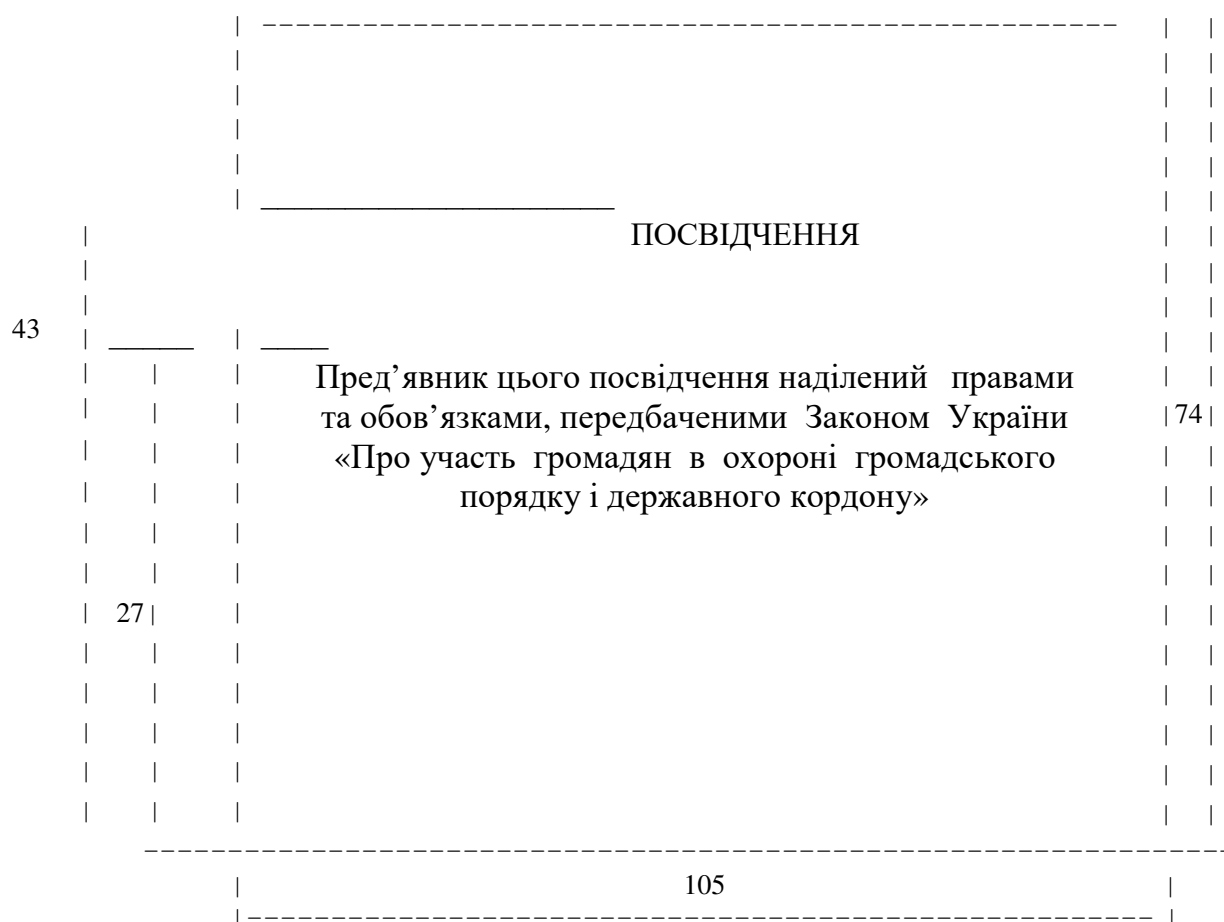 ПОСВІДЧЕННЯ
43
Пред’явник цього посвідчення наділений правами
та обов’язками, передбаченими Законом України
74
«Про участь громадян в охороні громадського
порядку і державного кордону»
27
105